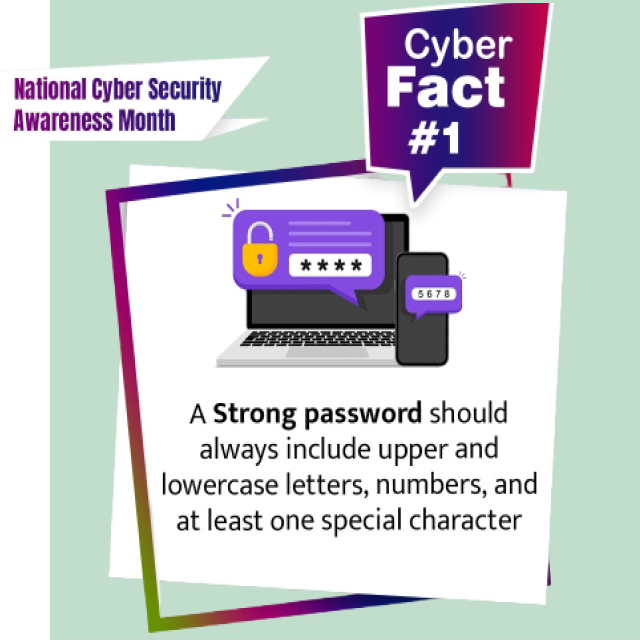 National Cyber Security
Awareness Month
Cyber
Fact
#1
****
5678
A Strong password should
always include upper and
lowercase letters, numbers, and
at least one special character